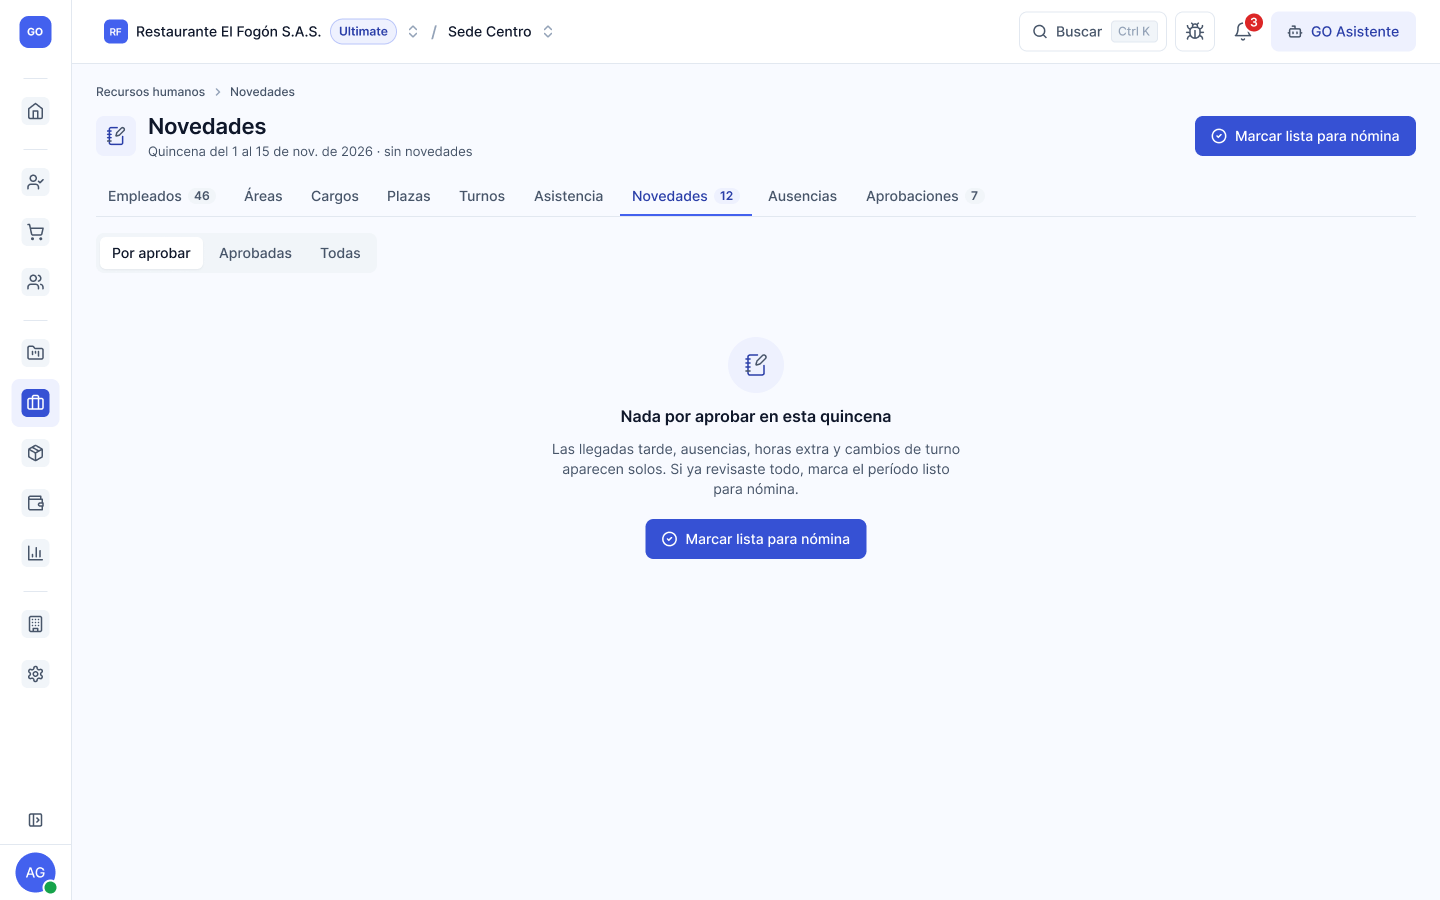 GO
RF Restaurante El Fogón S.A.S. Ultimate / Sede Centro
Buscar Ctrl K
3
GO Asistente
Recursos humanos > Novedades
Novedades
Quincena del 1 al 15 de nov. de 2026 · sin novedades
Marcar lista para nómina
Empleados 46 Áreas Cargos Plazas Turnos Asistencia Novedades 12 Ausencias Aprobaciones 7
Por aprobar Aprobadas Todas
Nada por aprobar en esta quincena
Las llegadas tarde, ausencias, horas extra y cambios de turno
aparecen solos. Si ya revisaste todo, marca el período listo
para nómina.
Marcar lista para nómina
AG